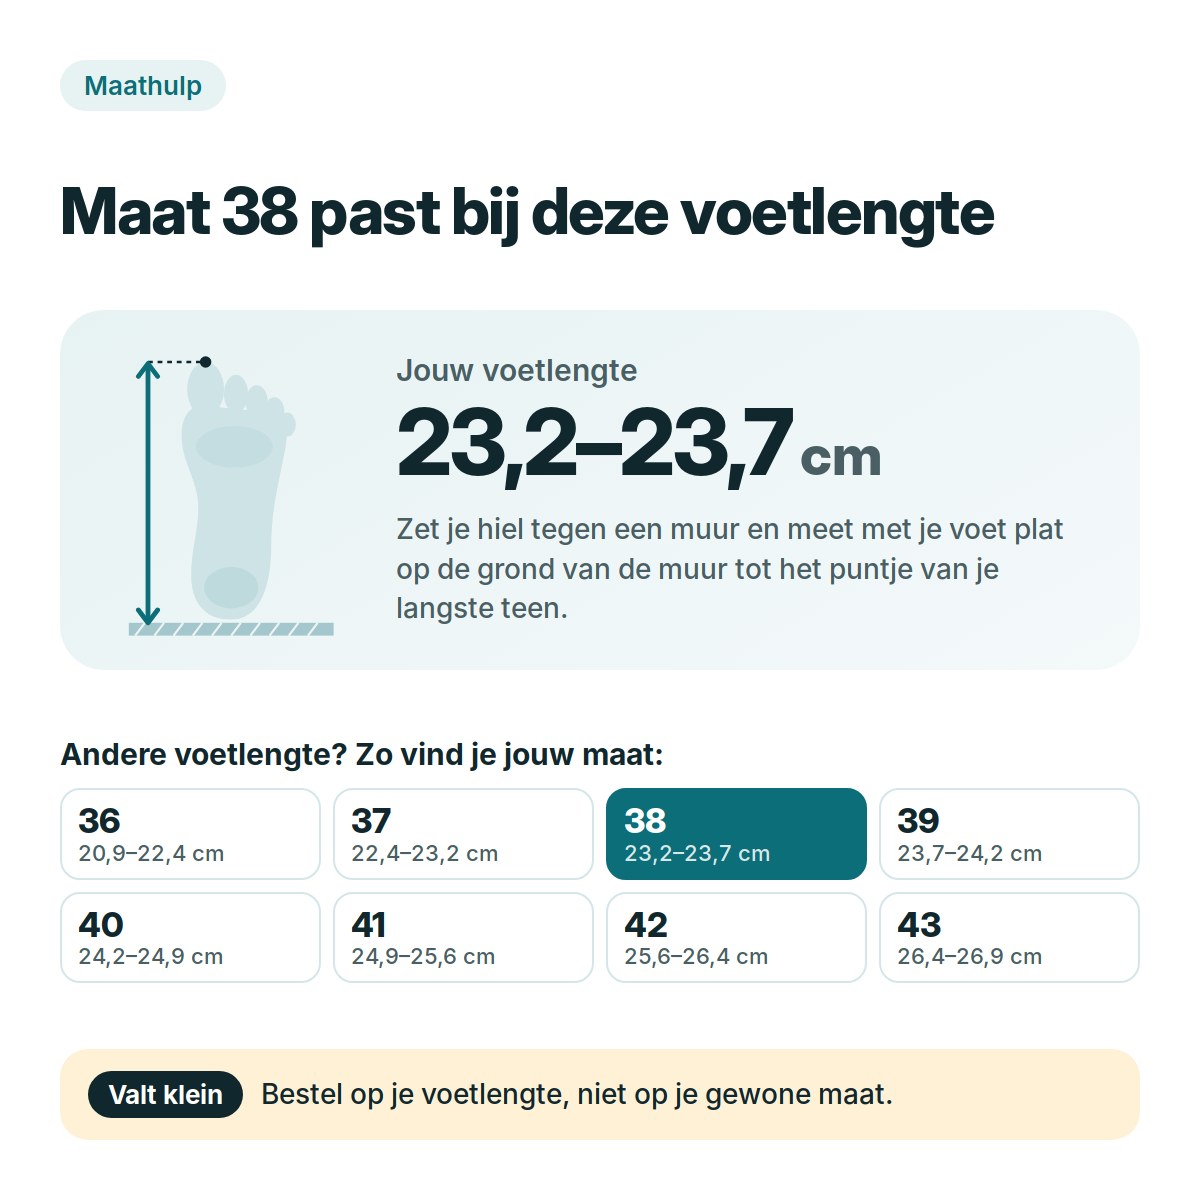 Maathulp
Maat 38 past bij deze voetlengte
Jouw voetlengte
23,2–23,7 cm
Zet je hiel tegen een muur en meet met je voet plat
op de grond van de muur tot het puntje van je
langste teen.
Andere voetlengte? Zo vind je jouw maat:
36
20,9–22,4 cm
37
22,4–23,2 cm
38
23,2–23,7 cm
39
23,7–24,2 cm
40
24,2–24,9 cm
41
24,9–25,6 cm
42
25,6–26,4 cm
43
26,4–26,9 cm
Valt klein
Bestel op je voetlengte, niet op je gewone maat.